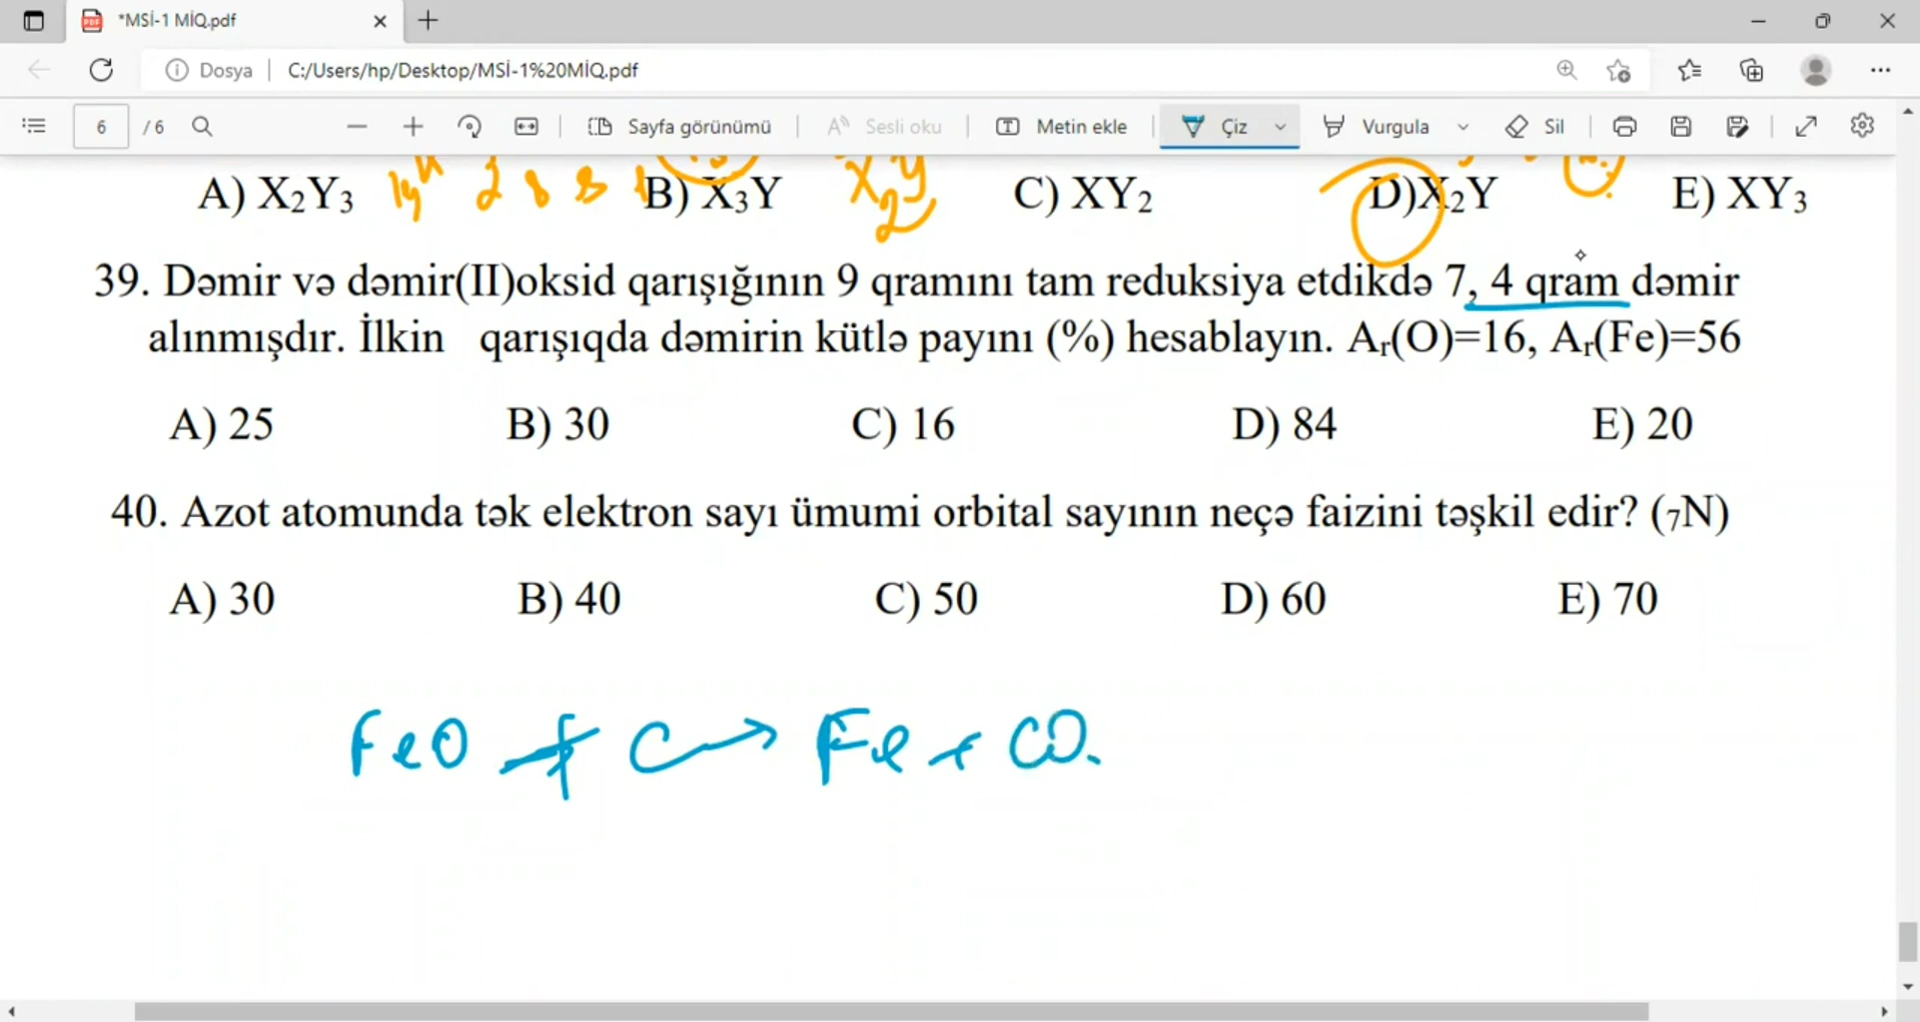 *MSİ-1 MİQ.pdf
Dosya C:/Users/hp/Desktop/MSİ-1%20MİQ.pdf
6 / 6 Sayfa görünümü Sesli oku Metin ekle Çiz Vurgula Sil
A) X₂Y₃ B) X₃Y X₂Y C) XY₂ D)X₂Y E) XY₃
39. Dəmir və dəmir(II)oksid qarışığının 9 qramını tam reduksiya etdikdə 7, 4 qram dəmir
alınmışdır. İlkin qarışıqda dəmirin kütlə payını (%) hesablayın. Aᵣ(O)=16, Aᵣ(Fe)=56
A) 25 B) 30 C) 16 D) 84 E) 20
40. Azot atomunda tək elektron sayı ümumi orbital sayının neçə faizini təşkil edir? (₇N)
A) 30 B) 40 C) 50 D) 60 E) 70
FeO + C → Fe + CO.